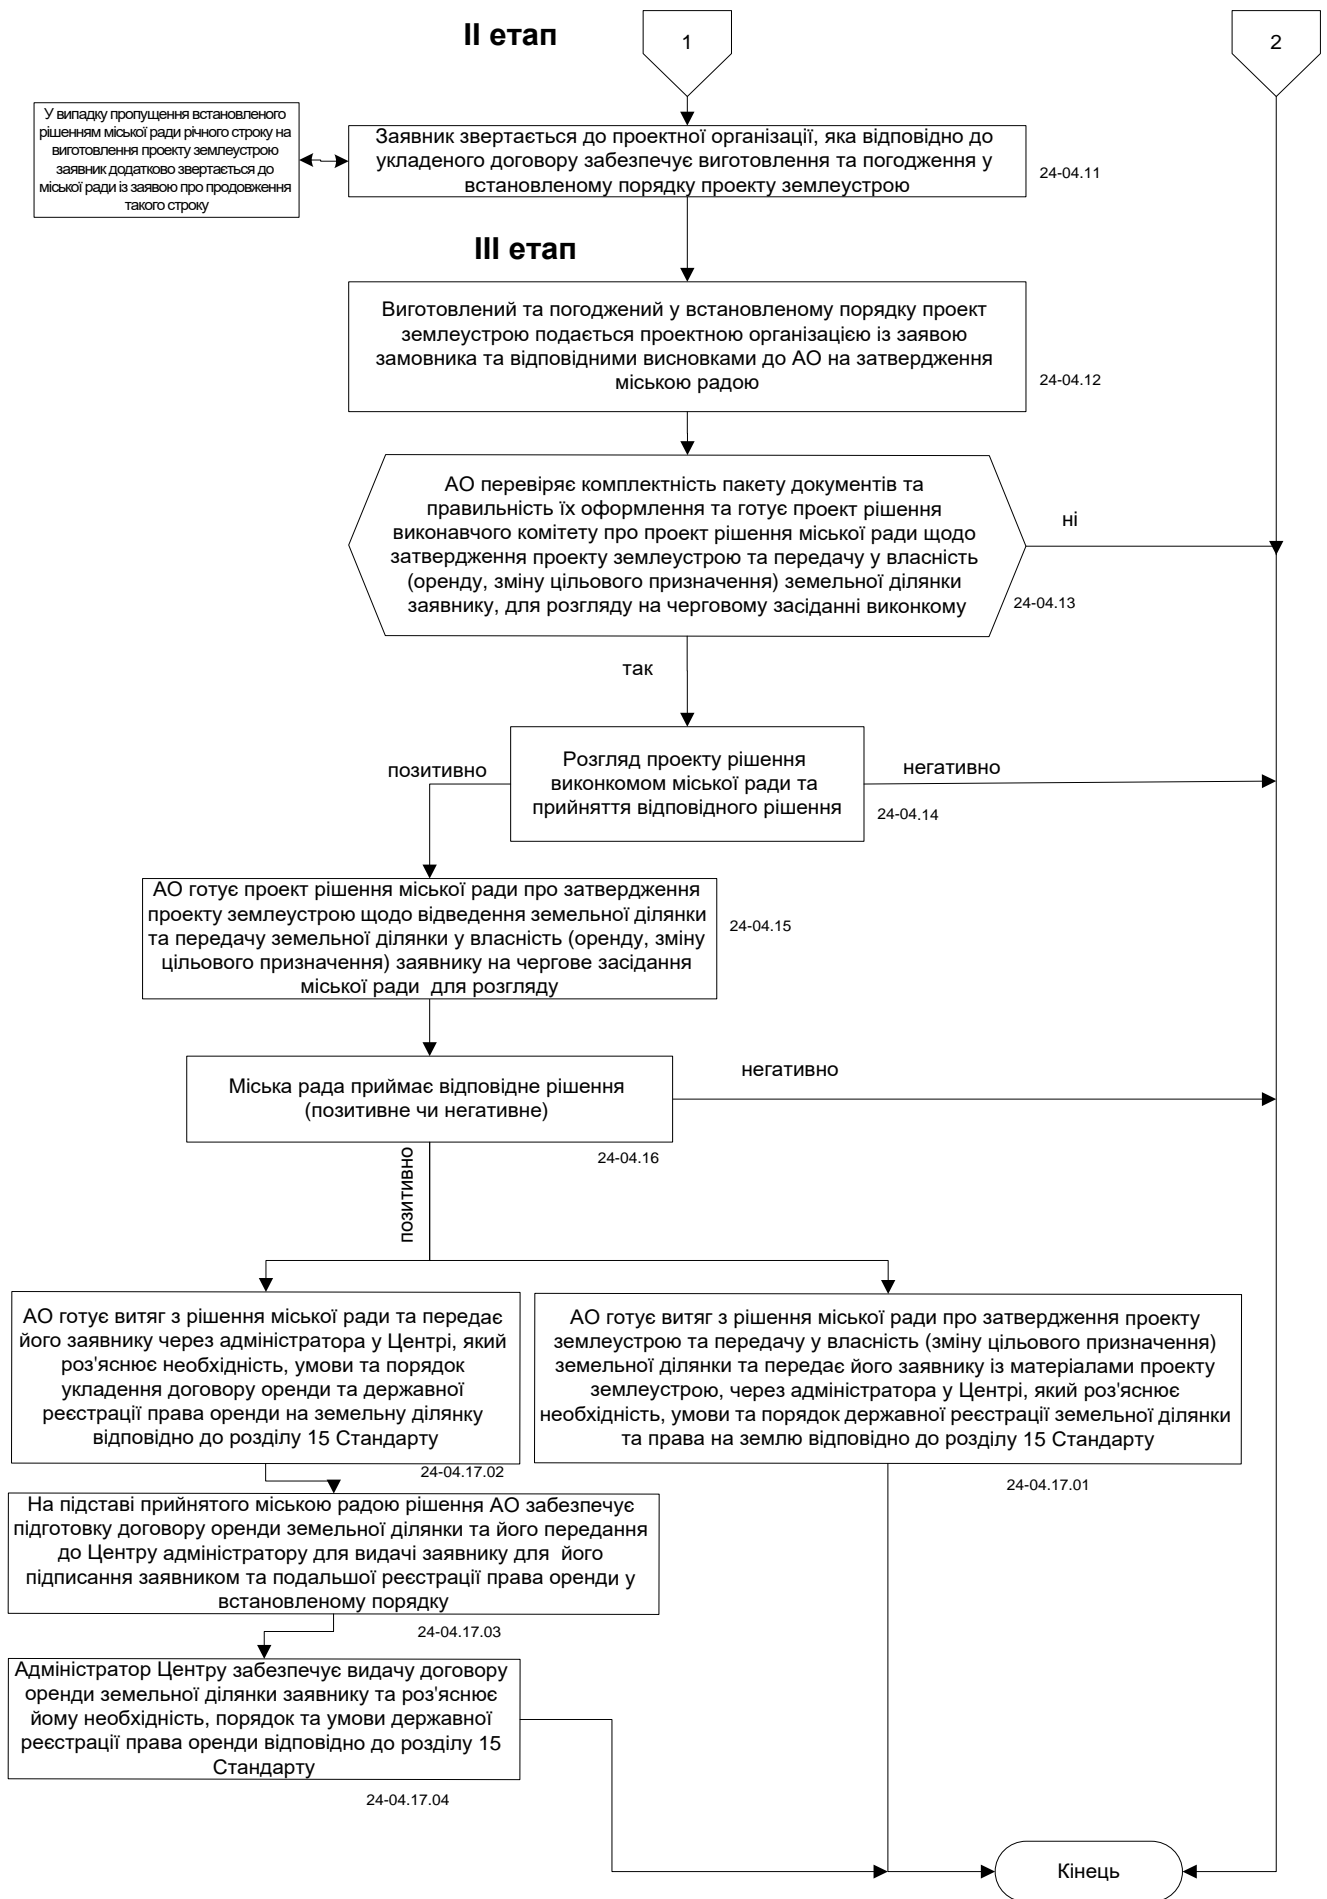 II етап
1
2
У випадку пропущення встановленого
рішенням міської ради річного строку на
виготовлення проекту землеустрою
заявник додатково звертається до
міської ради із заявою про продовження
такого строку
Заявник звертається до проектної організації, яка відповідно до
укладеного договору забезпечує виготовлення та погодження у
встановленому порядку проекту землеустрою
24-04.11
III етап
Виготовлений та погоджений у встановленому порядку проект
землеустрою подається проектною організацією із заявою
замовника та відповідними висновками до АО на затвердження
міською радою
24-04.12
АО перевіряє комплектність пакету документів та
правильність їх оформлення та готує проект рішення
виконавчого комітету про проект рішення міської ради щодо
затвердження проекту землеустрою та передачу у власність
(оренду, зміну цільового призначення) земельної ділянки
заявнику, для розгляду на черговому засіданні виконкому
ні
24-04.13
так
Розгляд проекту рішення
виконкомом міської ради та
прийняття відповідного рішення
позитивно
негативно
24-04.14
АО готує проект рішення міської ради про затвердження
проекту землеустрою щодо відведення земельної ділянки
та передачу земельної ділянки у власність (оренду, зміну
цільового призначення) заявнику на чергове засідання
міської ради для розгляду
24-04.15
Міська рада приймає відповідне рішення
(позитивне чи негативне)
негативно
24-04.16
позитивно
АО готує витяг з рішення міської ради та передає
його заявнику через адміністратора у Центрі, який
роз'яснює необхідність, умови та порядок
укладення договору оренди та державної
реєстрації права оренди на земельну ділянку
відповідно до розділу 15 Стандарту
24-04.17.02
АО готує витяг з рішення міської ради про затвердження проекту
землеустрою та передачу у власність (зміну цільового призначення)
земельної ділянки та передає його заявнику із матеріалами проекту
землеустрою, через адміністратора у Центрі, який роз'яснює
необхідність, умови та порядок державної реєстрації земельної ділянки
та права на землю відповідно до розділу 15 Стандарту
24-04.17.01
На підставі прийнятого міською радою рішення АО забезпечує
підготовку договору оренди земельної ділянки та його передання
до Центру адміністратору для видачі заявнику для його
підписання заявником та подальшої реєстрації права оренди у
встановленому порядку
24-04.17.03
Адміністратор Центру забезпечує видачу договору
оренди земельної ділянки заявнику та роз'яснює
йому необхідність, порядок та умови державної
реєстрації права оренди відповідно до розділу 15
Стандарту
24-04.17.04
Кінець